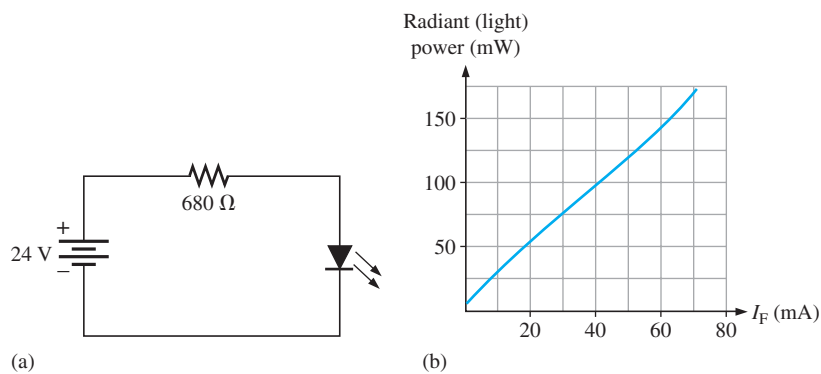 Radiant (light)
power (mW)
150
100
50
20 40 60 80
I_F (mA)
680 Ω
+
24 V
−
(a)
(b)